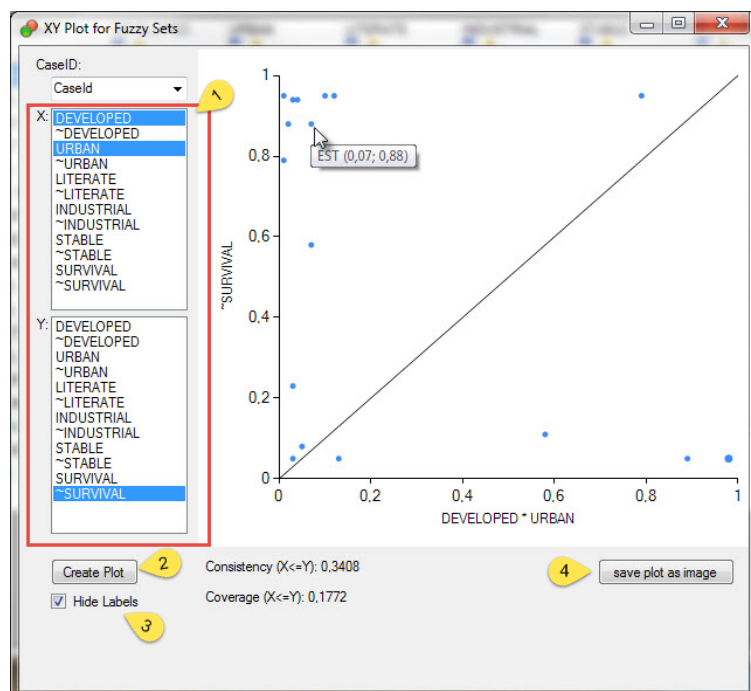 XY Plot for Fuzzy Sets
CaseID:
CaseId
1
X:
DEVELOPED
~DEVELOPED
URBAN
~URBAN
LITERATE
~LITERATE
INDUSTRIAL
~INDUSTRIAL
STABLE
~STABLE
SURVIVAL
~SURVIVAL
Y:
DEVELOPED
~DEVELOPED
URBAN
~URBAN
LITERATE
~LITERATE
INDUSTRIAL
~INDUSTRIAL
STABLE
~STABLE
SURVIVAL
~SURVIVAL
1
0,8
0,6
0,4
0,2
0
~SURVIVAL
EST (0,07; 0,88)
0 0,2 0,4 0,6 0,8 1
DEVELOPED * URBAN
Create Plot
2
Consistency (X<=Y): 0,3408
4
save plot as image
Hide Labels
Coverage (X<=Y): 0,1772
3